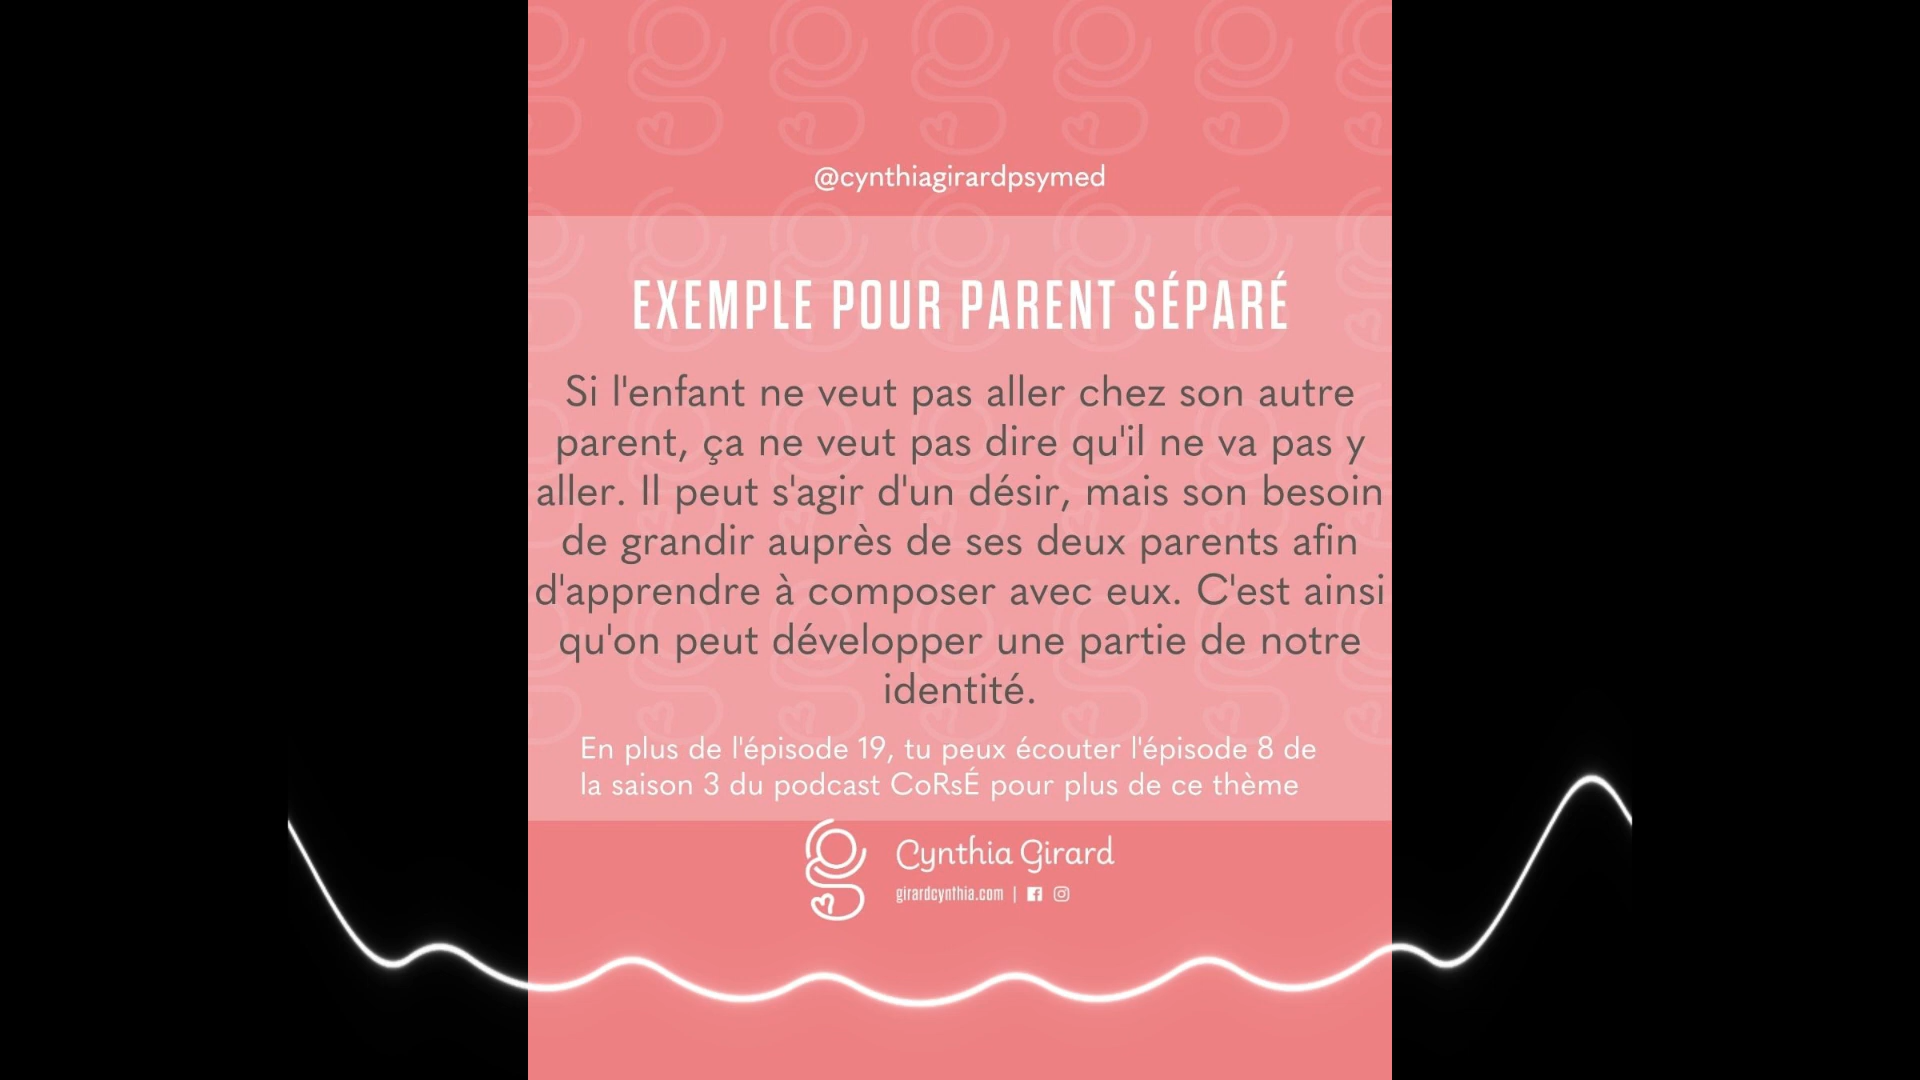 @cynthiagirardpsymed
EXEMPLE POUR PARENT SÉPARÉ
Si l'enfant ne veut pas aller chez son autre
parent, ça ne veut pas dire qu'il ne va pas y
aller. Il peut s'agir d'un désir, mais son besoin
de grandir auprès de ses deux parents afin
d'apprendre à composer avec eux. C'est ainsi
qu'on peut développer une partie de notre
identité.
En plus de l'épisode 19, tu peux écouter l'épisode 8 de
la saison 3 du podcast CoRsÉ pour plus de ce thème
Cynthia Girard
girardcynthia.com |